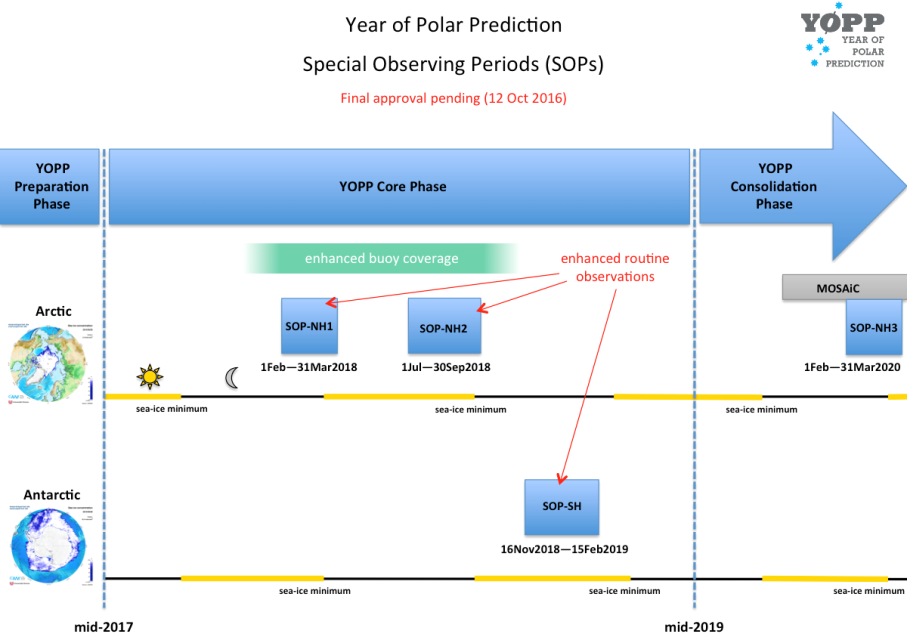 Year of Polar Prediction
Special Observing Periods (SOPs)
Final approval pending (12 Oct 2016)
YOPP
YEAR OF
POLAR
PREDICTION
YOPP
Preparation
Phase
YOPP Core Phase
YOPP
Consolidation
Phase
enhanced buoy coverage
enhanced routine
observations
MOSAiC
Arctic
SOP-NH1
SOP-NH2
SOP-NH3
1Feb—31Mar2018
1Jul—30Sep2018
1Feb—31Mar2020
sea-ice minimum
sea-ice minimum
sea-ice minimum
Antarctic
SOP-SH
16Nov2018—15Feb2019
sea-ice minimum
sea-ice minimum
sea-ice minimum
mid-2017
mid-2019